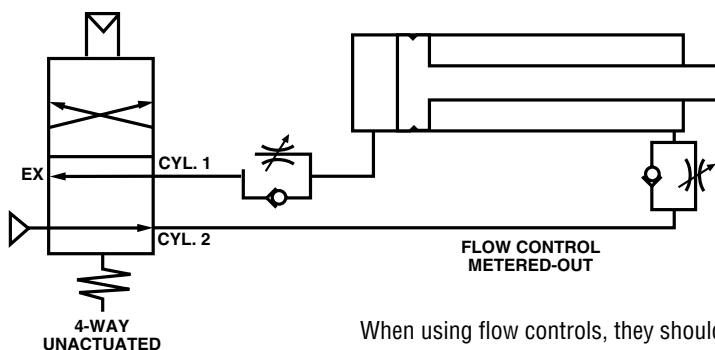 CYL. 1
EX
CYL. 2
FLOW CONTROL
METERED-OUT
4-WAY
UNACTUATED
When using flow controls, they should